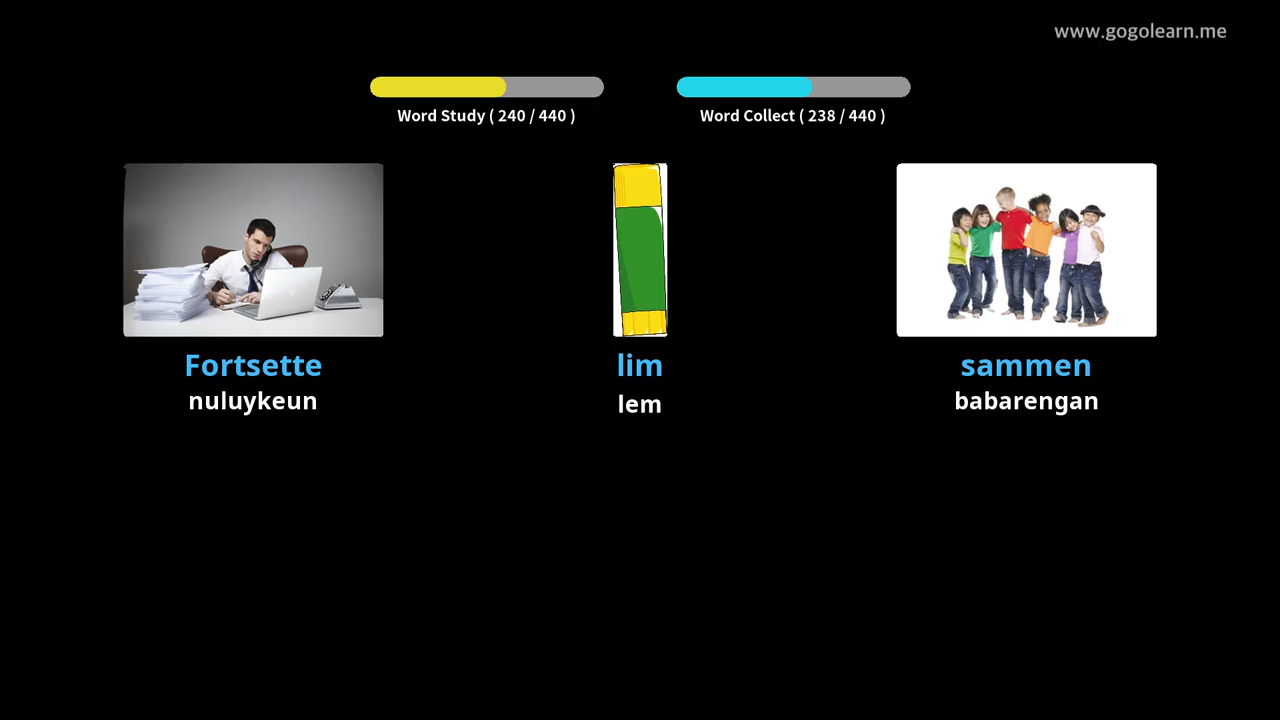 www.gogolearn.me
Word Study ( 240 / 440 )
Word Collect ( 238 / 440 )
Fortsette
nuluykeun
lim
lem
sammen
babarengan